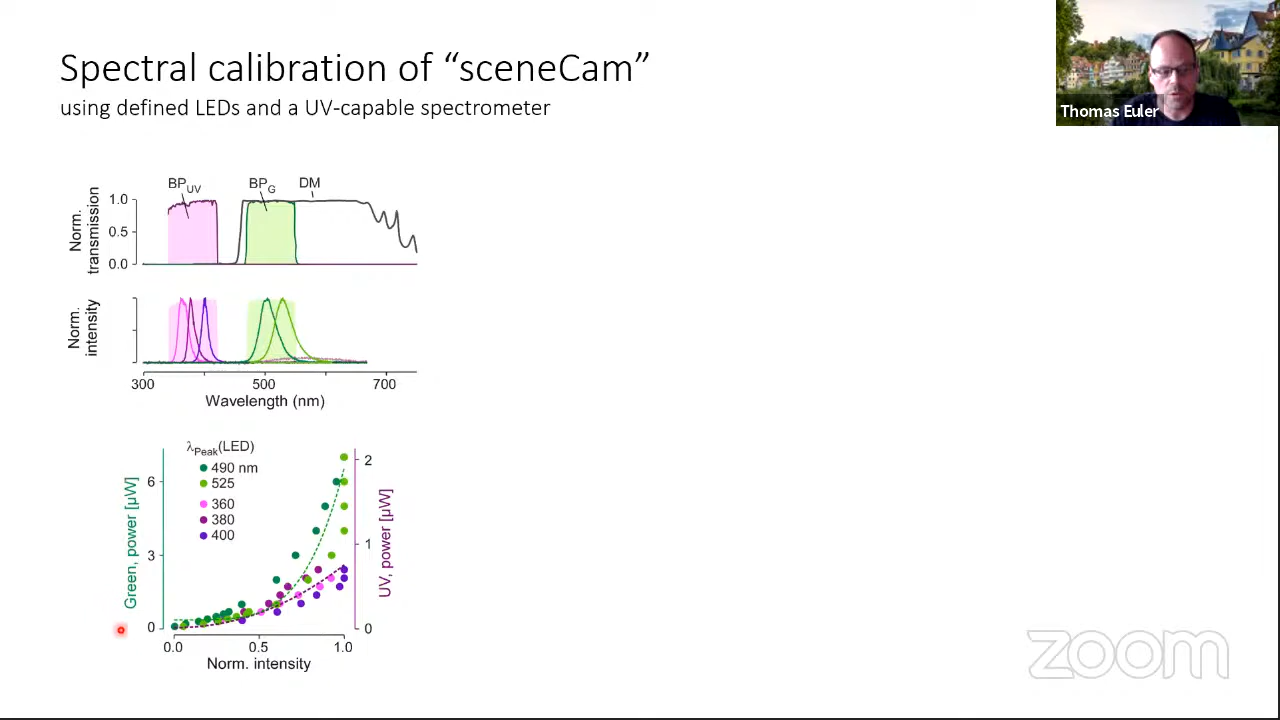 Spectral calibration of “sceneCam”
using defined LEDs and a UV-capable spectrometer
Thomas Euler
BPUV
BPG
DM
Norm.
transmission
1.0
0.5
0.0
Norm.
intensity
300
500
700
Wavelength (nm)
λPeak(LED)
490 nm
525
360
380
400
Green, power [µW]
6
3
0
UV, power [µW]
2
1
0
0.0
0.5
1.0
Norm. intensity
zoom